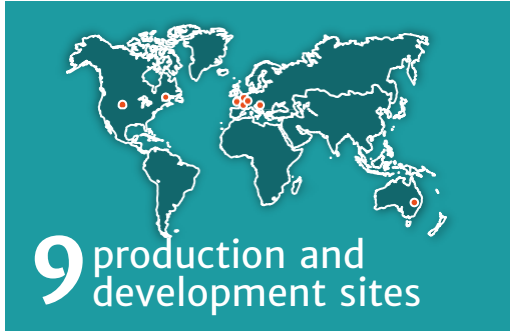 9 production and
development sites